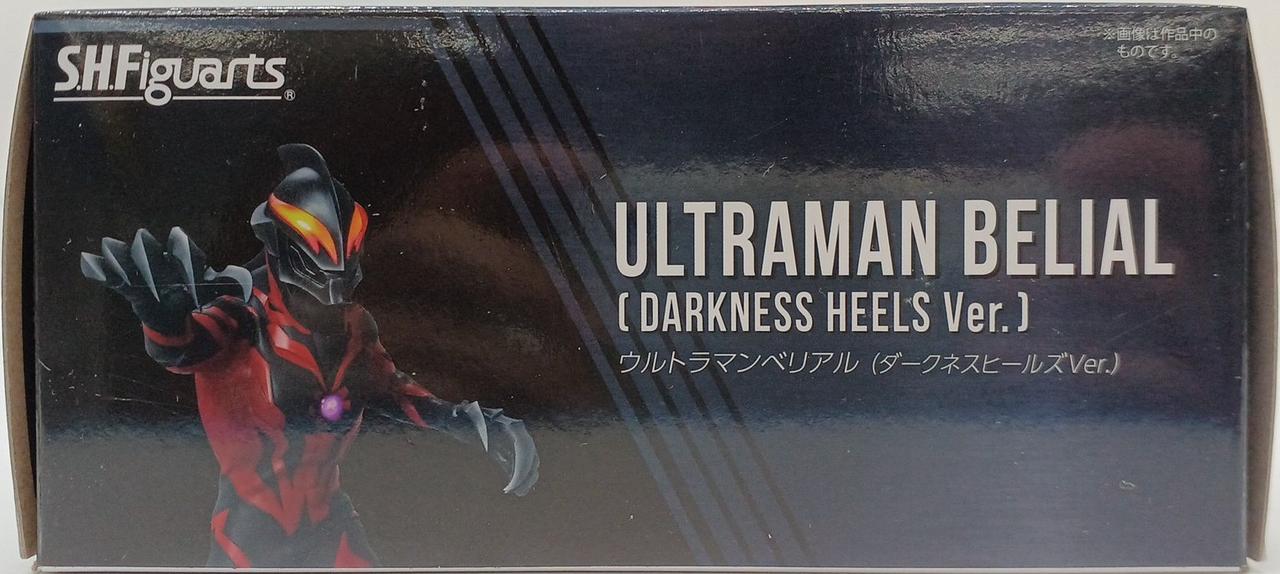 S.H.Figuarts®
※画像は作品中の
ものです。
ULTRAMAN BELIAL
( DARKNESS HEELS Ver. )
ウルトラマンベリアル (ダークネスヒールズVer.)